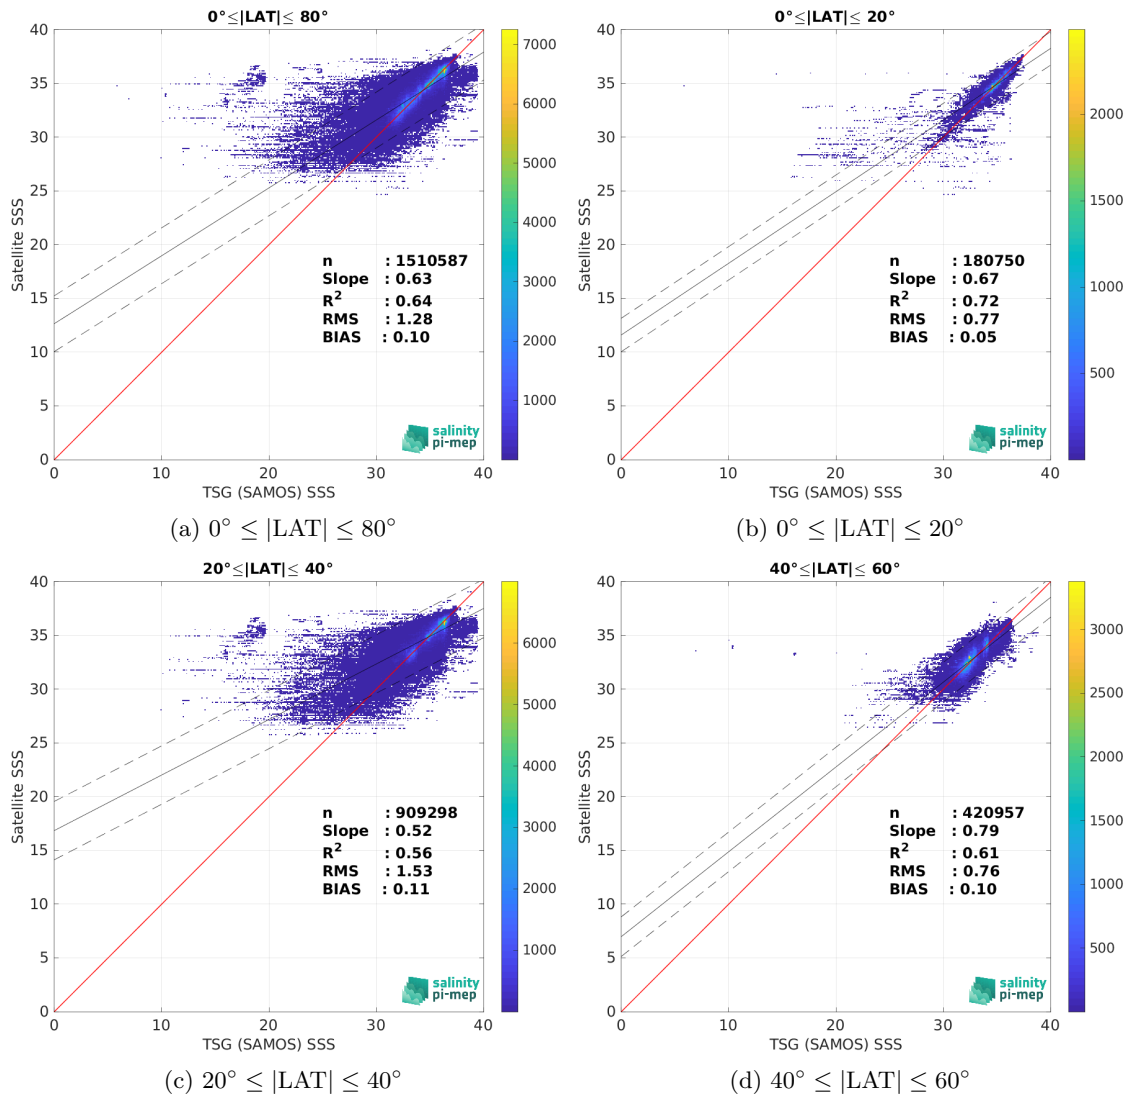 0°≤|LAT|≤ 80°
40
35
30
25
20
15
10
5
0
Satellite SSS
0
10
20
30
40
TSG (SAMOS) SSS
7000
6000
5000
4000
3000
2000
1000
n : 1510587
Slope : 0.63
R² : 0.64
RMS : 1.28
BIAS : 0.10
salinity
pi-mep
(a) 0° ≤ |LAT| ≤ 80°
0°≤|LAT|≤ 20°
40
35
30
25
20
15
10
5
0
Satellite SSS
0
10
20
30
40
TSG (SAMOS) SSS
2000
1500
1000
500
n : 180750
Slope : 0.67
R² : 0.72
RMS : 0.77
BIAS : 0.05
salinity
pi-mep
(b) 0° ≤ |LAT| ≤ 20°
20°≤|LAT|≤ 40°
40
35
30
25
20
15
10
5
0
Satellite SSS
0
10
20
30
40
TSG (SAMOS) SSS
6000
5000
4000
3000
2000
1000
n : 909298
Slope : 0.52
R² : 0.56
RMS : 1.53
BIAS : 0.11
salinity
pi-mep
(c) 20° ≤ |LAT| ≤ 40°
40°≤|LAT|≤ 60°
40
35
30
25
20
15
10
5
0
Satellite SSS
0
10
20
30
40
TSG (SAMOS) SSS
3000
2500
2000
1500
1000
500
n : 420957
Slope : 0.79
R² : 0.61
RMS : 0.76
BIAS : 0.10
salinity
pi-mep
(d) 40° ≤ |LAT| ≤ 60°